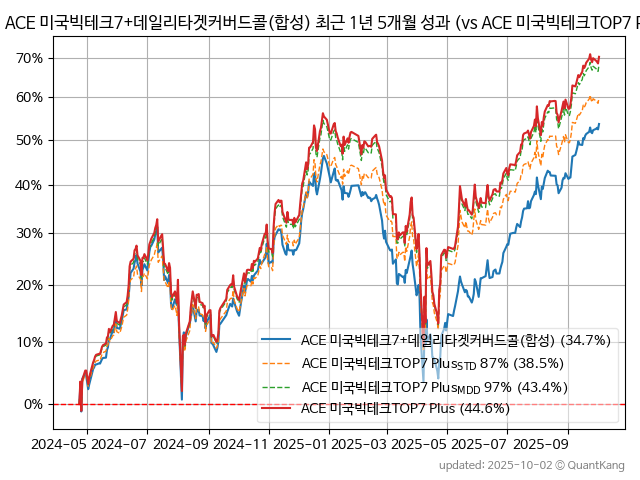 ACE 미국빅테크7+데일리타겟커버드콜(합성) 최근 1년 5개월 성과 (vs ACE 미국빅테크TOP7 P
70%
60%
50%
40%
30%
20%
10%
0%
ACE 미국빅테크7+데일리타겟커버드콜(합성) (34.7%)
ACE 미국빅테크TOP7 PlusSTD 87% (38.5%)
ACE 미국빅테크TOP7 PlusMDD 97% (43.4%)
ACE 미국빅테크TOP7 Plus (44.6%)
2024-05 2024-07 2024-09 2024-11 2025-01 2025-03 2025-05 2025-07 2025-09
updated: 2025-10-02 © QuantKang